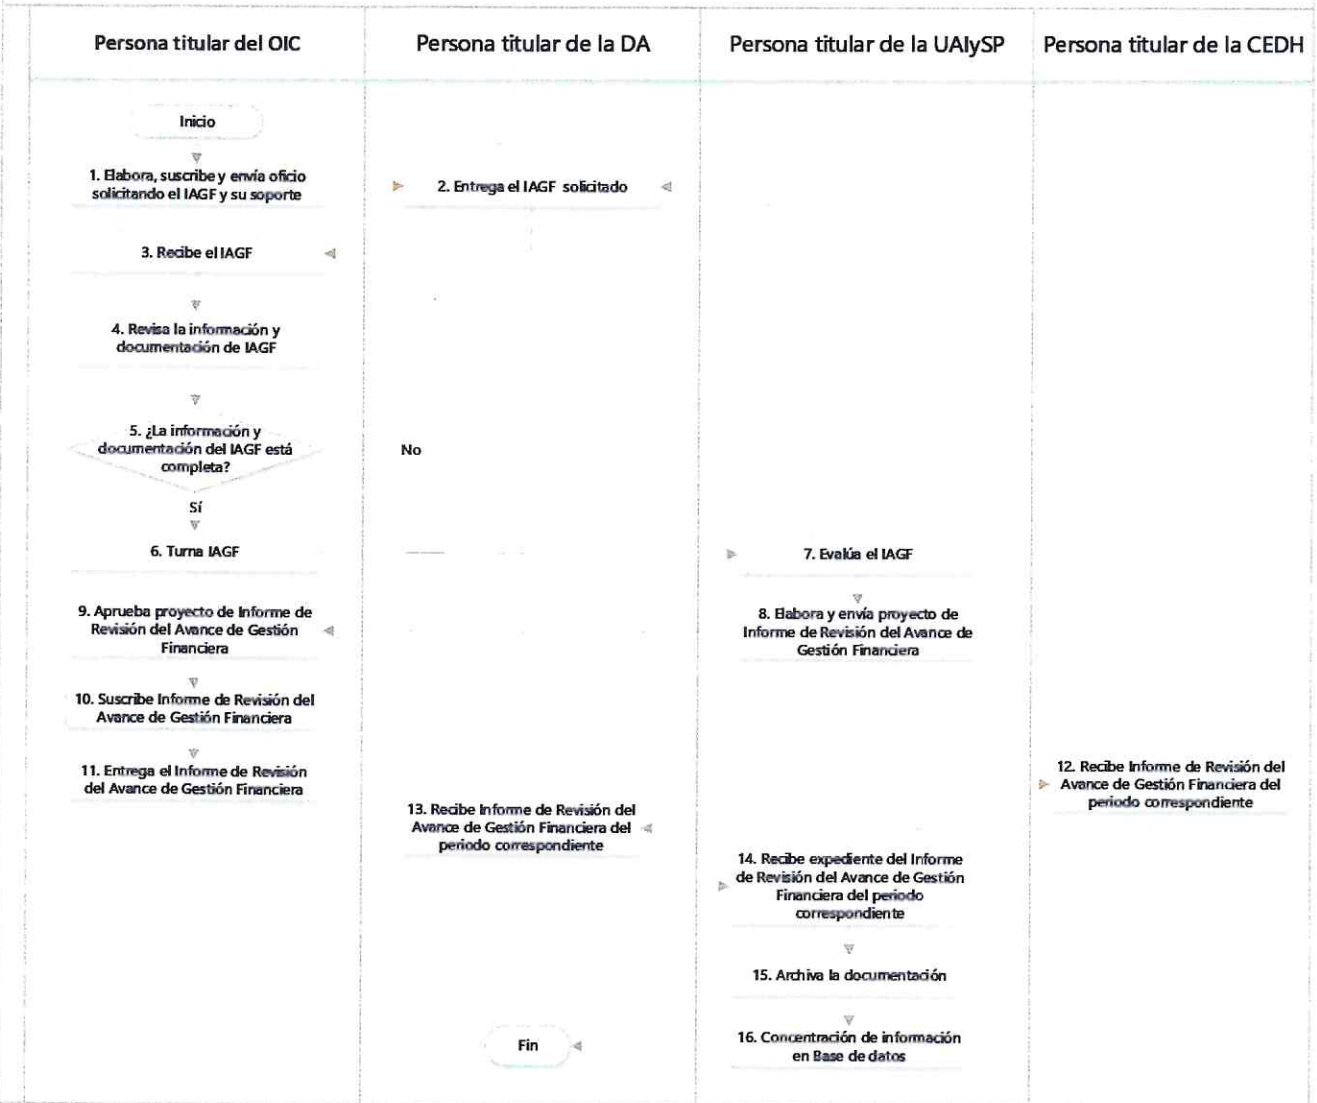 Persona titular del OIC
Persona titular de la DA
Persona titular de la UAIySP
Persona titular de la CEDH
Inicio
1. Elabora, suscribe y envía oficio
solicitando el IAGF y su soporte
2. Entrega el IAGF solicitado
3. Recibe el IAGF
4. Revisa la información y
documentación de IAGF
5. ¿La información y
documentación del IAGF está
completa?
No
Sí
6. Turna IAGF
7. Evalúa el IAGF
8. Elabora y envía proyecto de
Informe de Revisión del Avance de
Gestión Financiera
9. Aprueba proyecto de Informe de
Revisión del Avance de Gestión
Financiera
10. Suscribe Informe de Revisión del
Avance de Gestión Financiera
11. Entrega el Informe de Revisión
del Avance de Gestión Financiera
12. Recibe Informe de Revisión del
Avance de Gestión Financiera del
periodo correspondiente
13. Recibe Informe de Revisión del
Avance de Gestión Financiera del
periodo correspondiente
14. Recibe expediente del Informe
de Revisión del Avance de Gestión
Financiera del periodo
correspondiente
15. Archiva la documentación
16. Concentración de información
en Base de datos
Fin